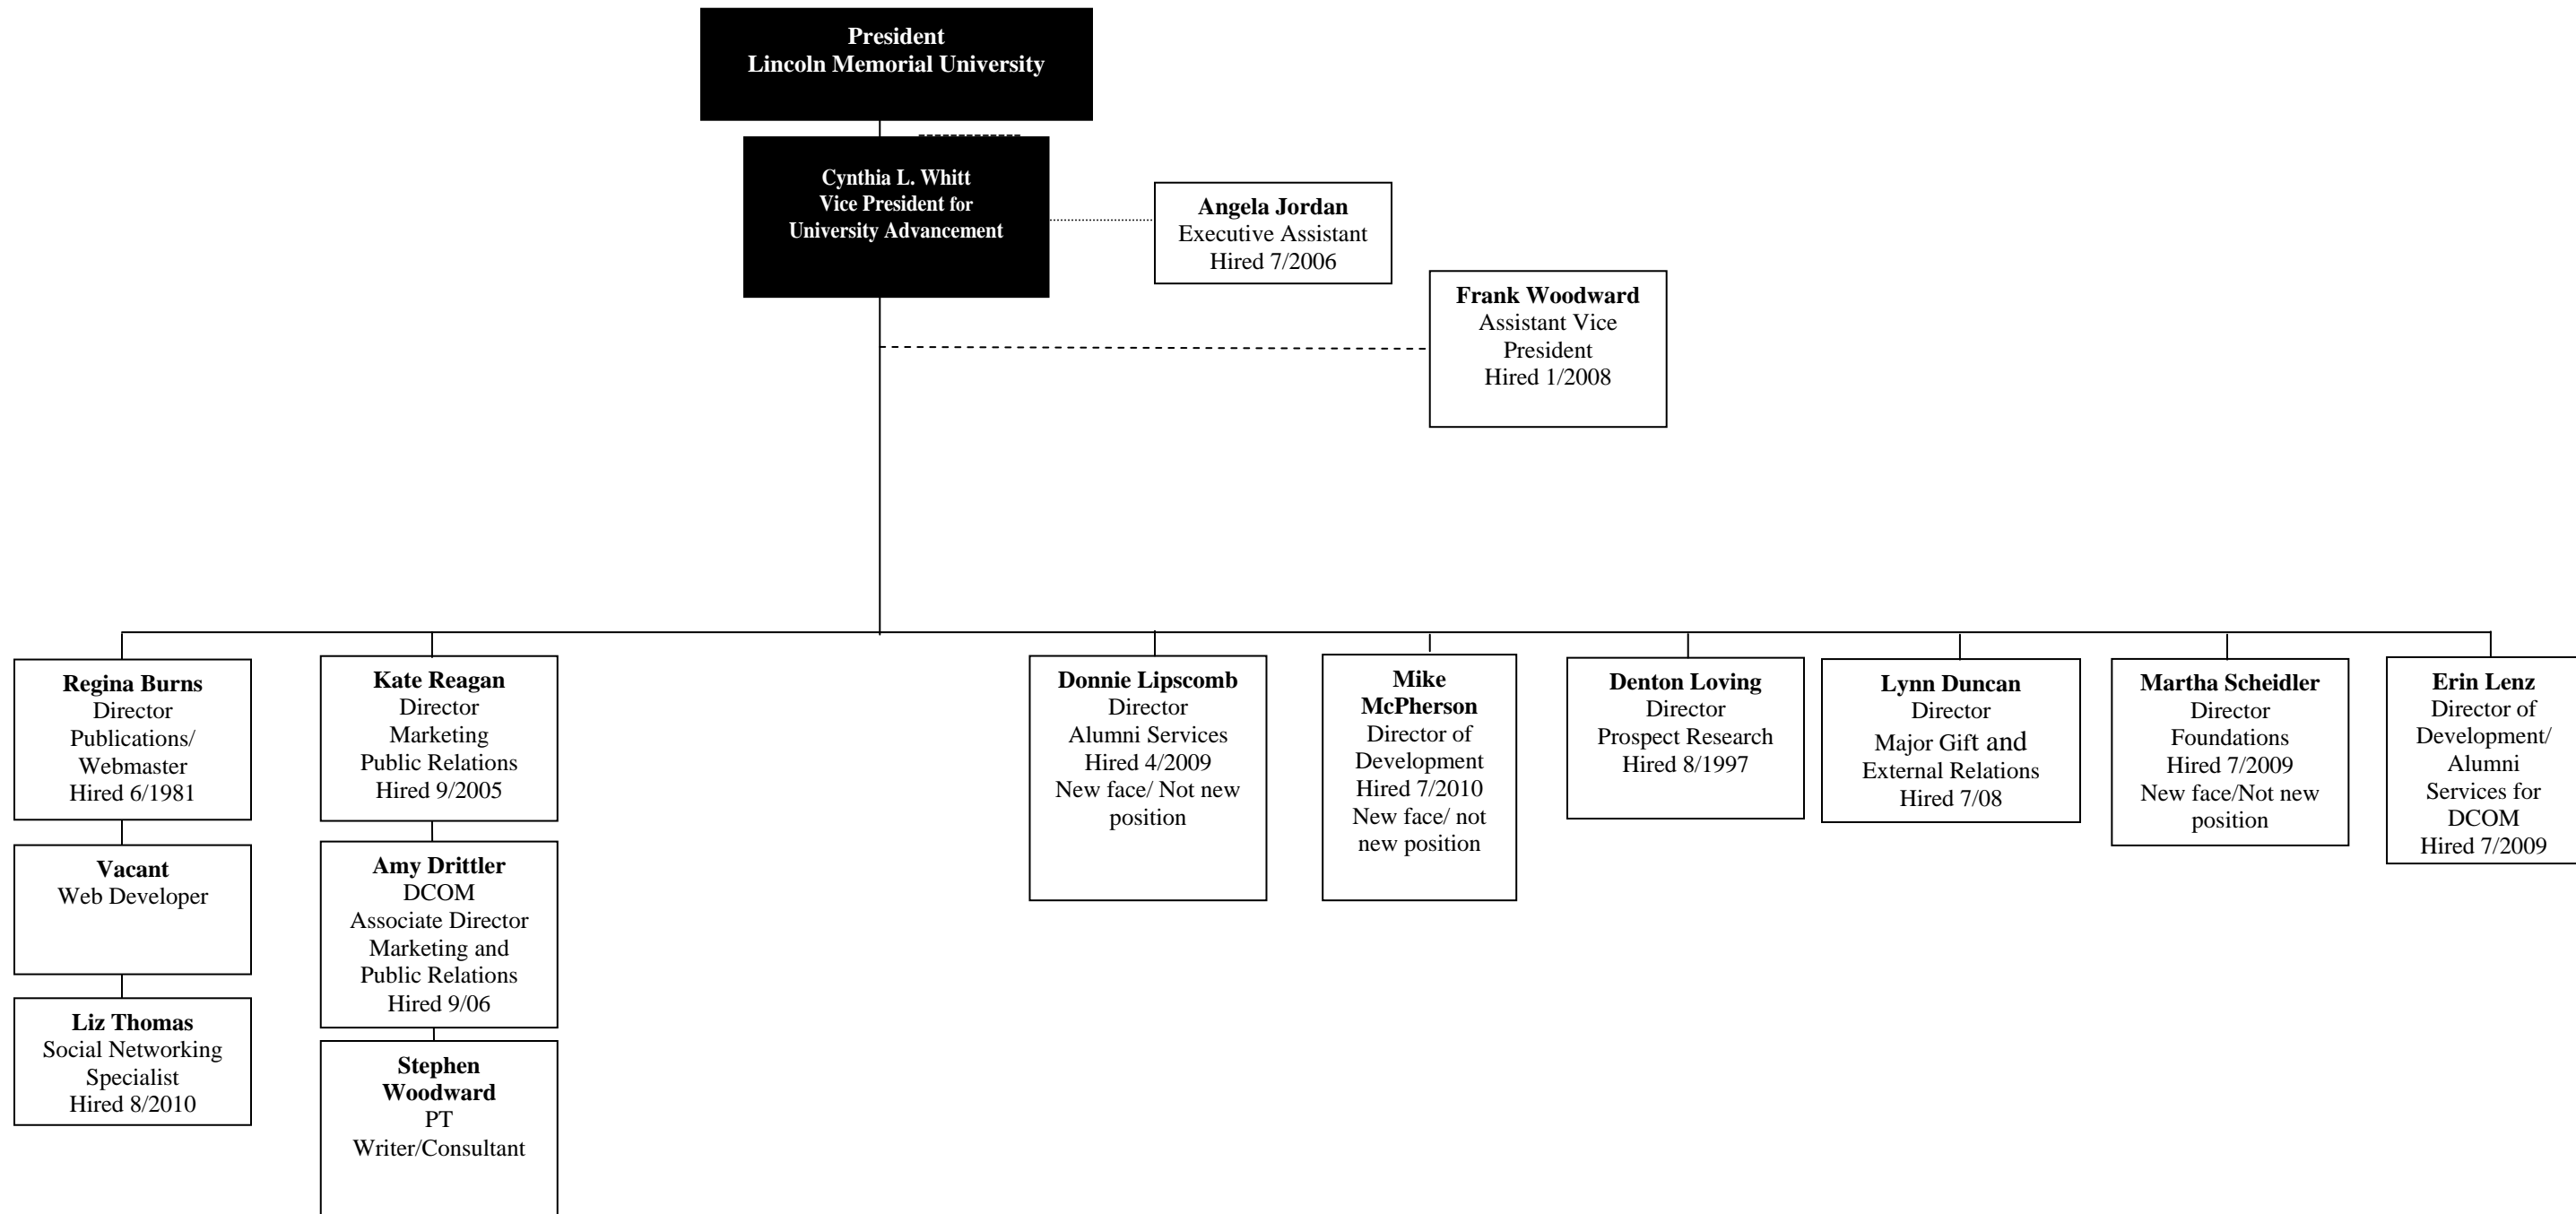 President
Lincoln Memorial University
Cynthia L. Whitt
Vice President for
University Advancement
Angela Jordan
Executive Assistant
Hired 7/2006
Frank Woodward
Assistant Vice
President
Hired 1/2008
Regina Burns
Director
Publications/
Webmaster
Hired 6/1981
Vacant
Web Developer
Liz Thomas
Social Networking
Specialist
Hired 8/2010
Kate Reagan
Director
Marketing
Public Relations
Hired 9/2005
Amy Drittler
DCOM
Associate Director
Marketing and
Public Relations
Hired 9/06
Stephen
Woodward
PT
Writer/Consultant
Donnie Lipscomb
Director
Alumni Services
Hired 4/2009
New face/ Not new
position
Mike
McPherson
Director of
Development
Hired 7/2010
New face/ not
new position
Denton Loving
Director
Prospect Research
Hired 8/1997
Lynn Duncan
Director
Major Gift and
External Relations
Hired 7/08
Martha Scheidler
Director
Foundations
Hired 7/2009
New face/Not new
position
Erin Lenz
Director of
Development/
Alumni
Services for
DCOM
Hired 7/2009